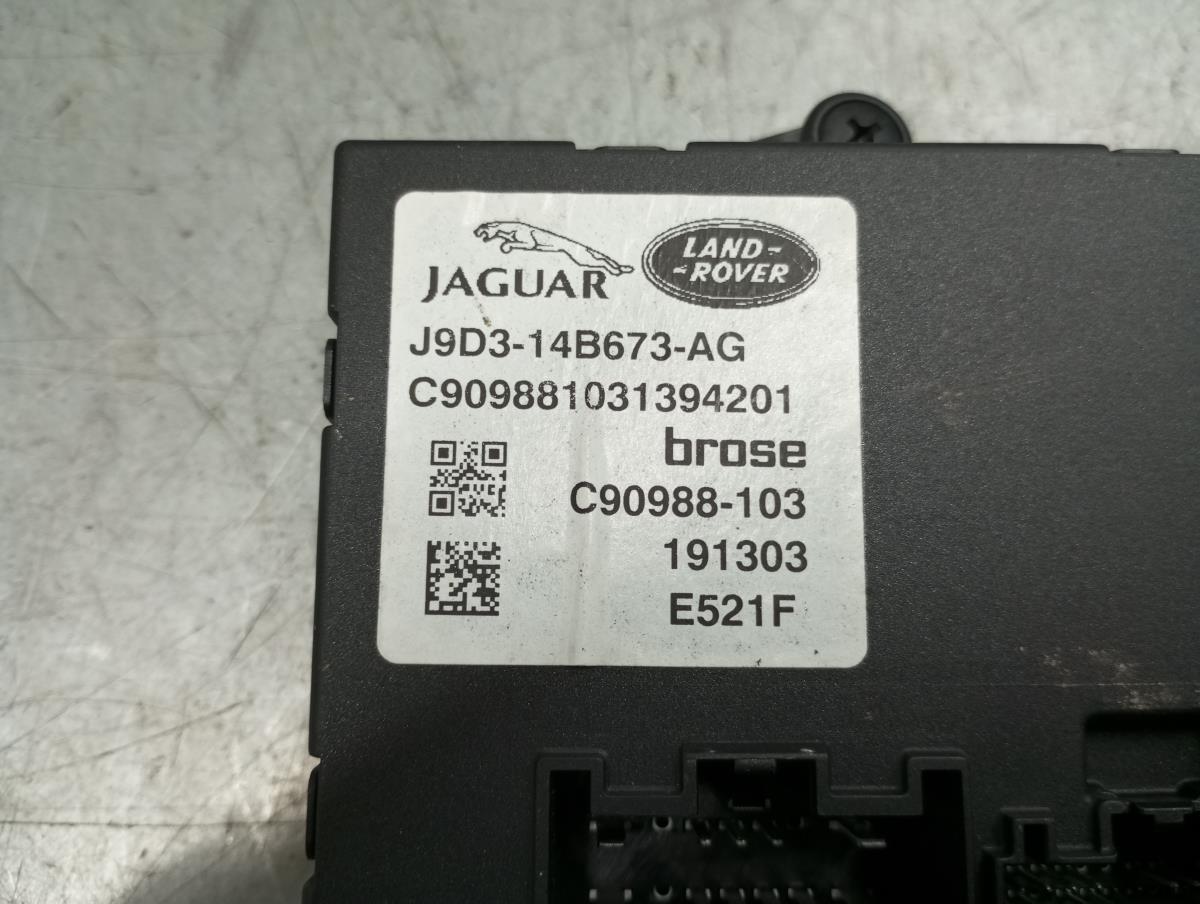 JAGUAR
LAND-
-ROVER
J9D3-14B673-AG
C909881031394201
brose
C90988-103
191303
E521F